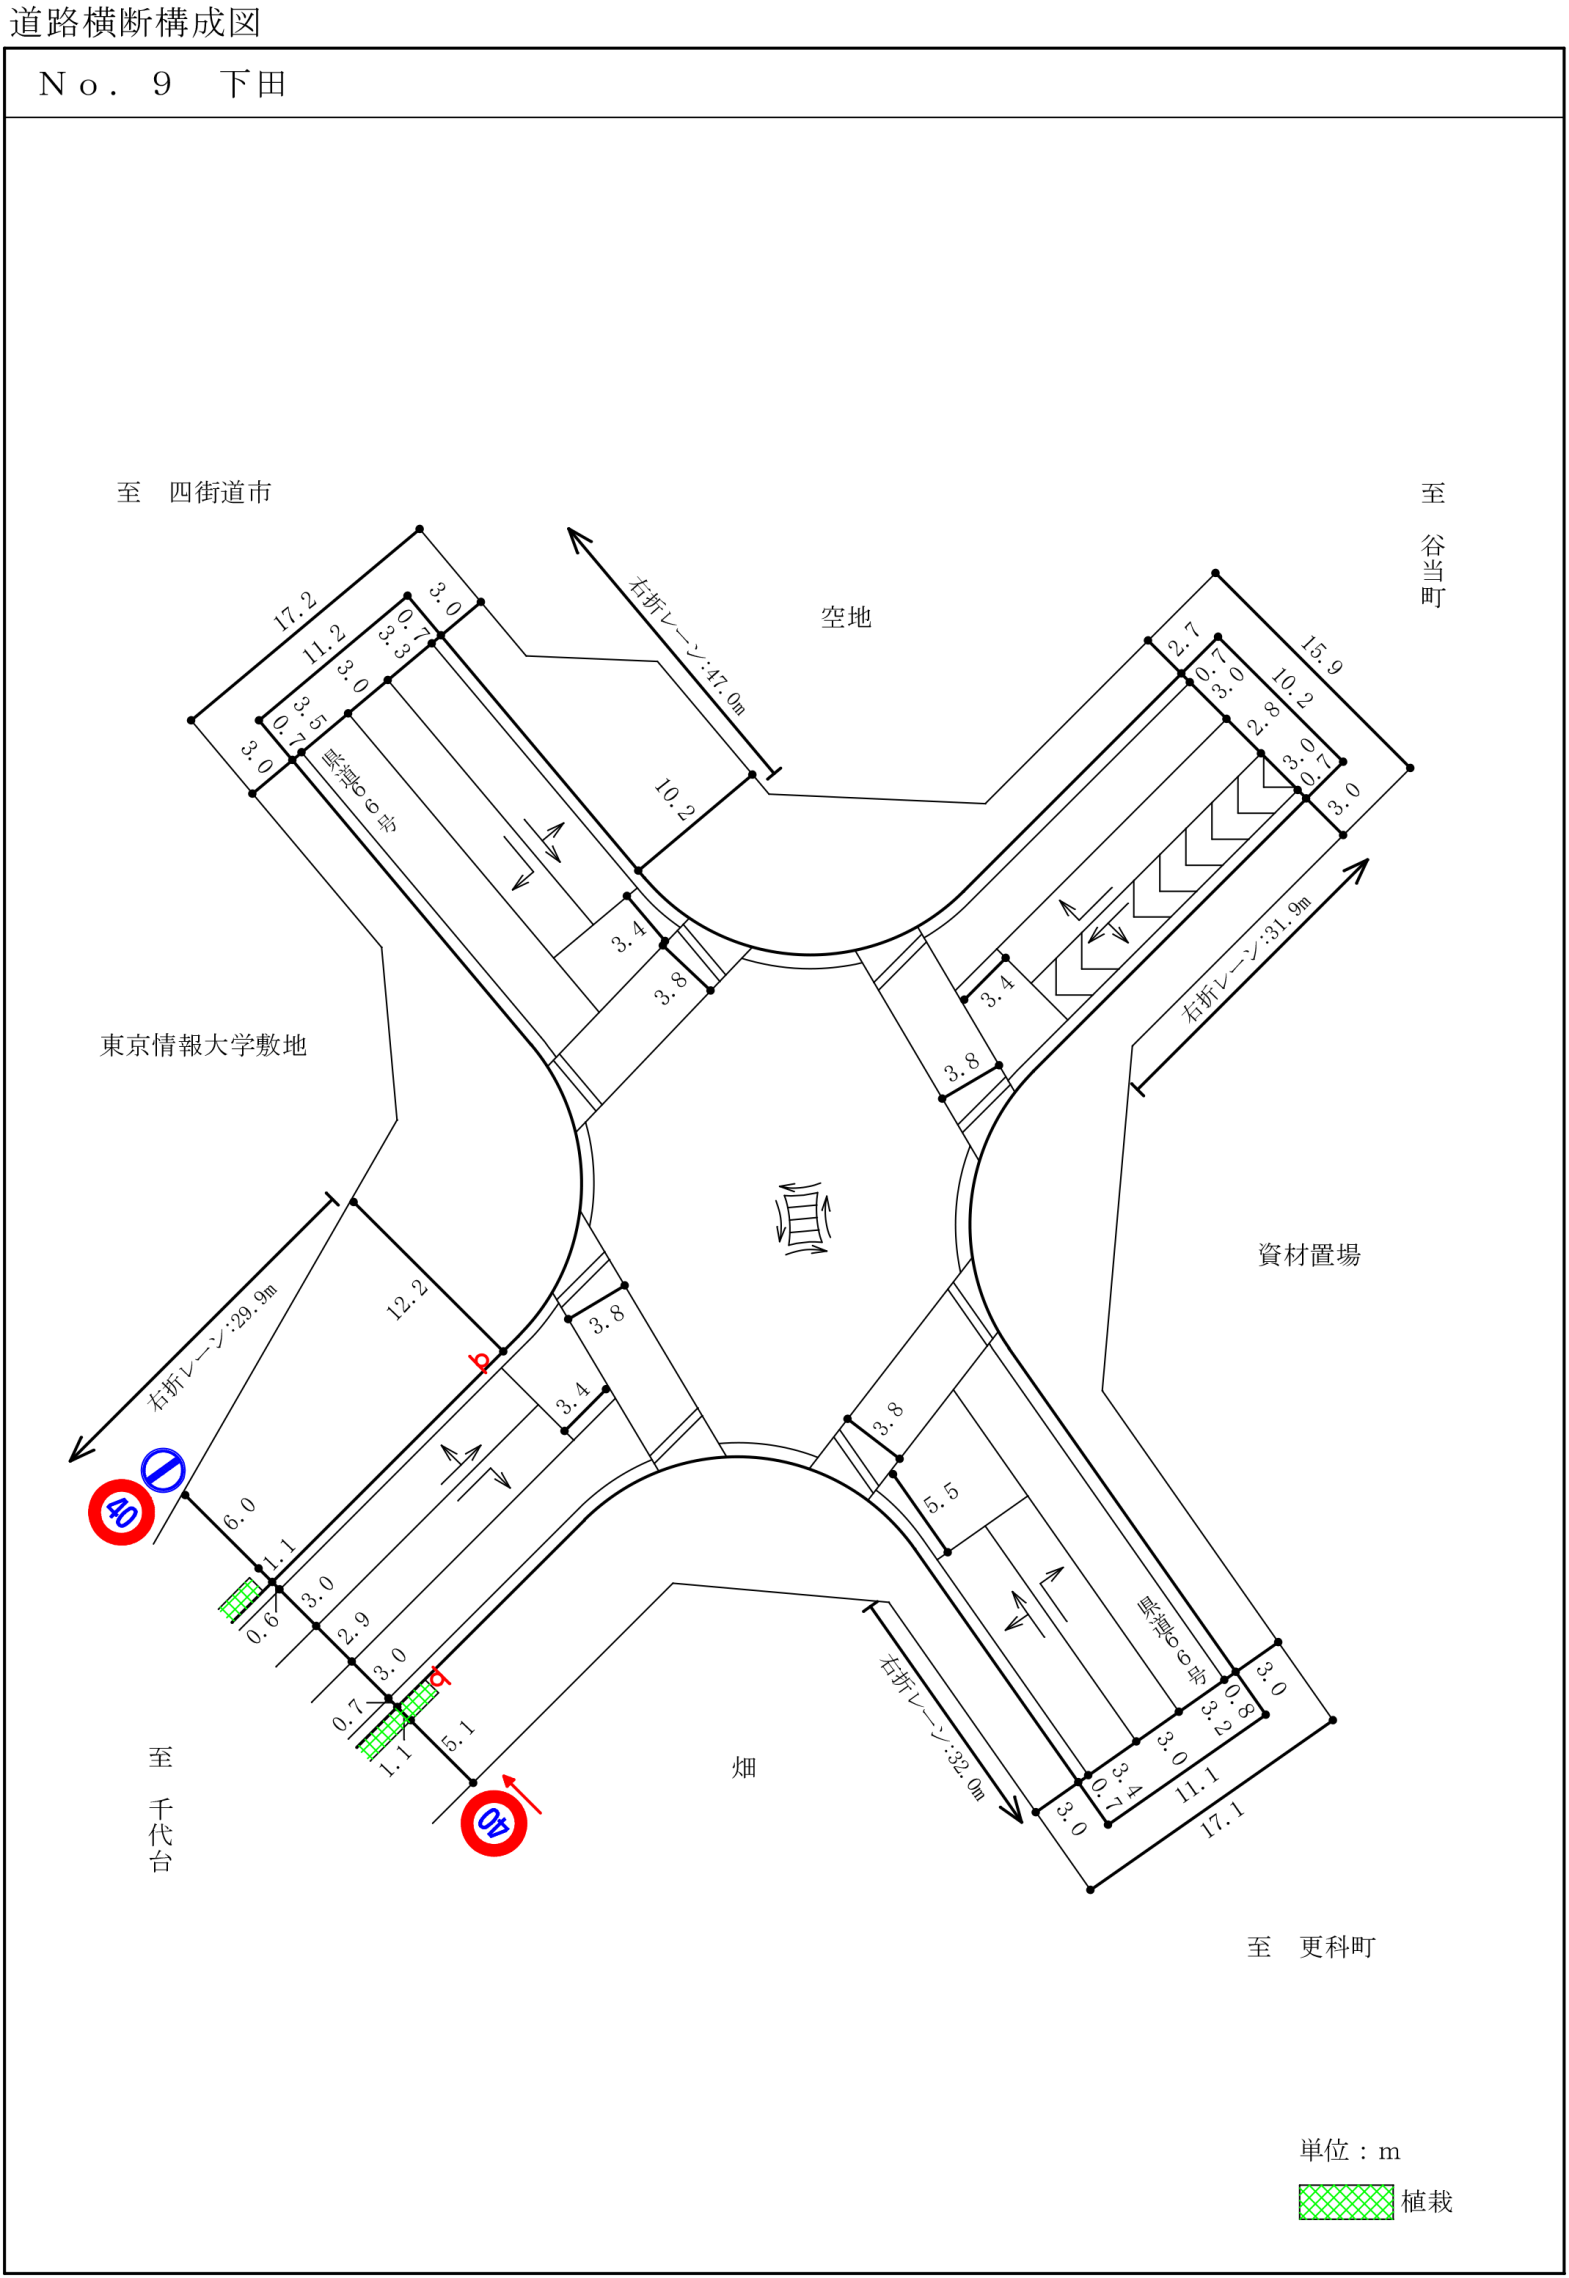 道路横断構成図
Ｎｏ．９　下田
至　四街道市
至　谷当町
空地
右折レーン:47.0m
17.2
11.2
3.0
0.7
3.3
3.0
3.5
0.7
3.0
県道66号
10.2
3.4
3.8
15.9
10.2
2.7
0.7
3.0
2.8
3.0
0.7
3.0
3.4
3.8
右折レーン:31.9m
東京情報大学敷地
資材置場
右折レーン:29.9m
12.2
3.8
3.4
40
6.0
1.1
0.6
3.0
2.9
3.0
0.7
1.1
5.1
40
3.8
5.5
県道66号
右折レーン:32.0m
3.0
0.8
3.2
3.0
3.4
0.7
3.0
11.1
17.1
畑
至　千代台
至　更科町
単位：ｍ
植栽